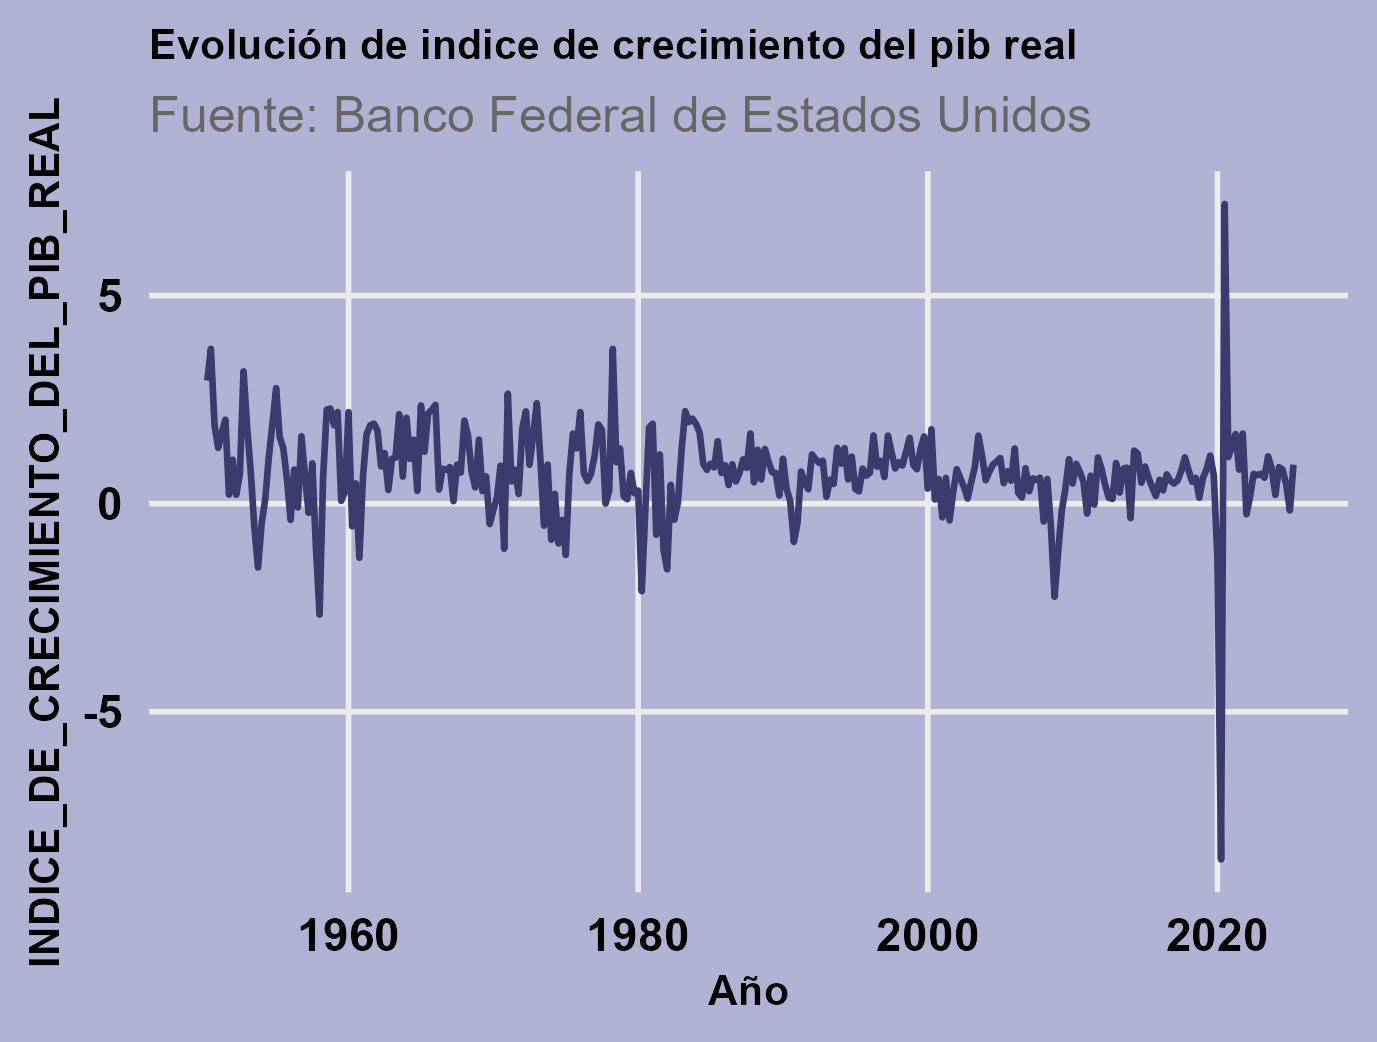 Evolución de indice de crecimiento del pib real
Fuente: Banco Federal de Estados Unidos
INDICE_DE_CRECIMIENTO_DEL_PIB_REAL
5
0
-5
1960 1980 2000 2020
Año